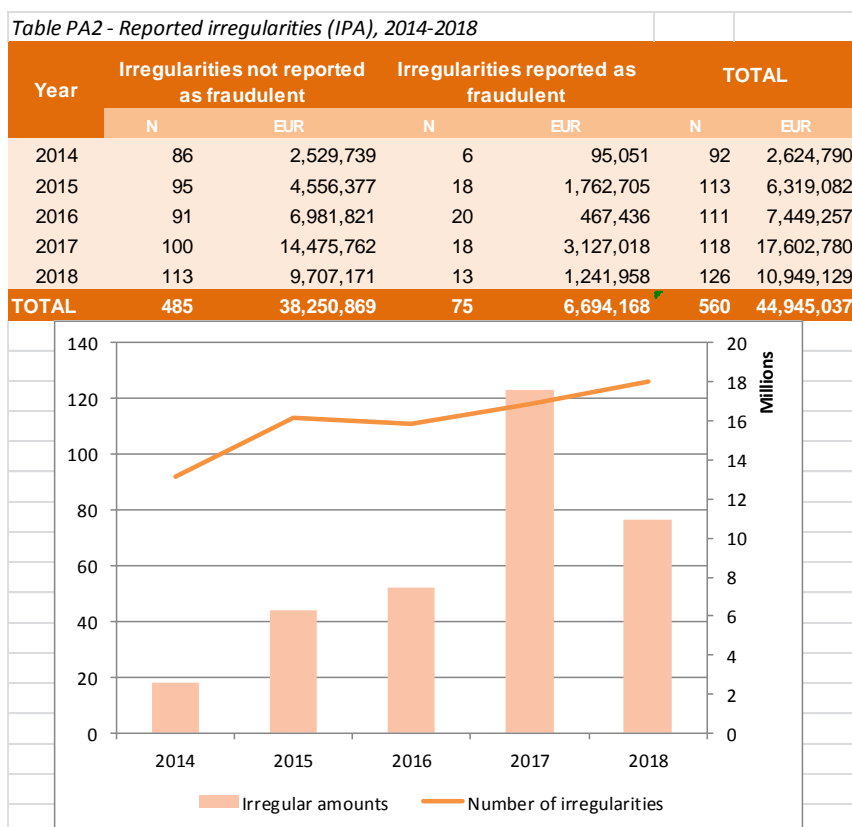 Table PA2 - Reported irregularities (IPA), 2014-2018
Year Irregularities not reported as fraudulent Irregularities reported as fraudulent TOTAL
N EUR N EUR N EUR
2014 86 2,529,739 6 95,051 92 2,624,790
2015 95 4,556,377 18 1,762,705 113 6,319,082
2016 91 6,981,821 20 467,436 111 7,449,257
2017 100 14,475,762 18 3,127,018 118 17,602,780
2018 113 9,707,171 13 1,241,958 126 10,949,129
TOTAL 485 38,250,869 75 6,694,168 560 44,945,037
140
120
100
80
60
40
20
0
20
18
16
14
12
10
8
6
4
2
0
Millions
2014 2015 2016 2017 2018
Irregular amounts Number of irregularities